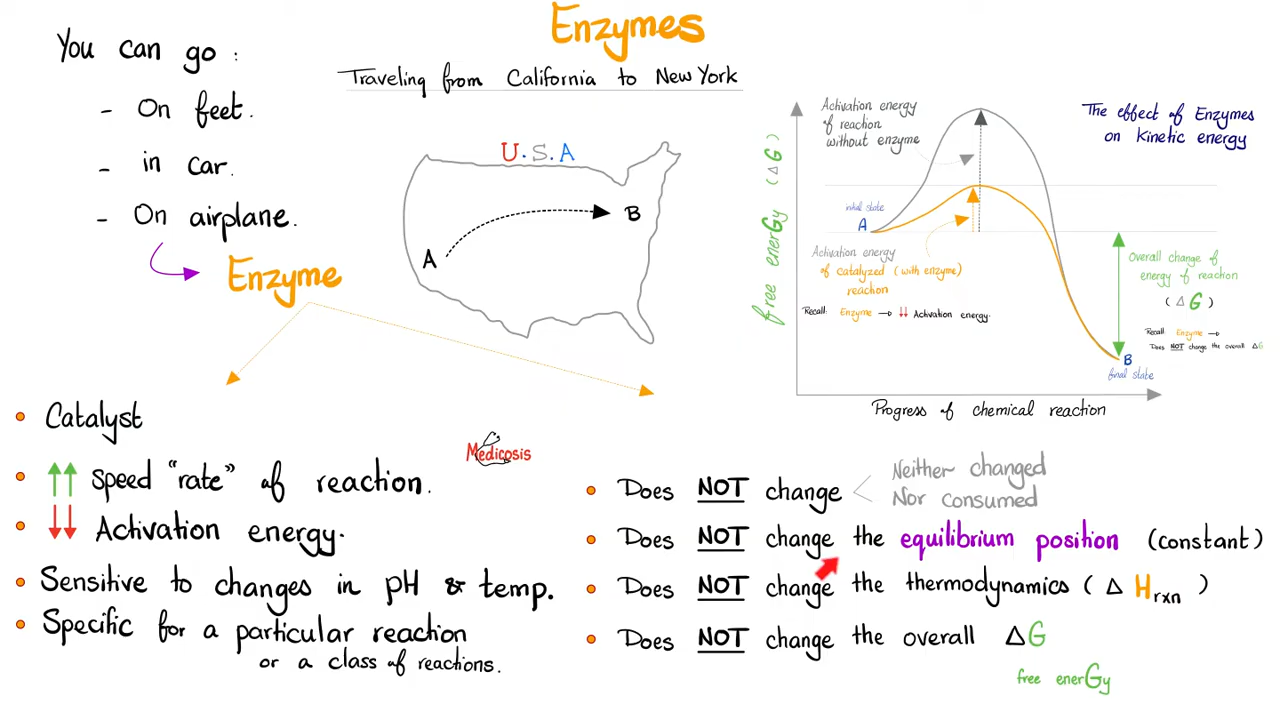 Enzymes
You can go :
- On feet.
- in car.
- On airplane.
Enzyme
Traveling from California to New York
U.S.A
A
B
The effect of Enzymes
on Kinetic energy
free enerGy (ΔG)
Activation energy
of reaction
without enzyme
initial state
A
Activation energy
of catalyzed (with enzyme)
reaction
Recall: Enzyme → ↓↓ Activation energy.
Overall change of
energy of reaction
(ΔG)
Recall Enzyme →
Does NOT change the overall ΔG
B
final state
Progress of chemical reaction
• Catalyst
• ↑↑ Speed "rate" of reaction.
• ↓↓ Activation energy.
• Sensitive to changes in pH & temp.
• Specific for a particular reaction
or a class of reactions.
Medicosis
• Does NOT change < Neither changed
Nor consumed
• Does NOT change the equilibrium position (constant)
• Does NOT change the thermodynamics (Δ Hrxn)
• Does NOT change the overall ΔG
free enerGy